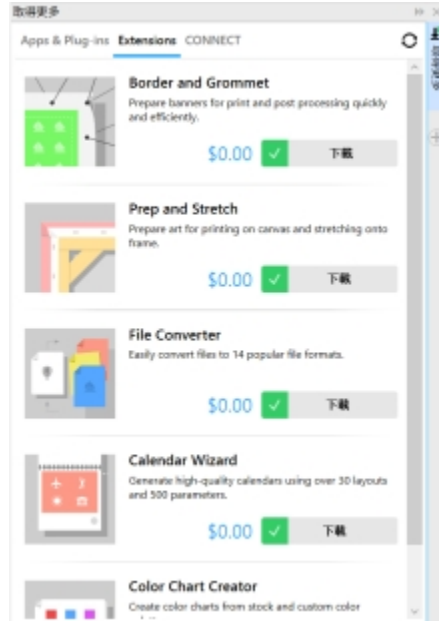 取得更多
Apps & Plug-ins Extensions CONNECT
Border and Grommet
Prepare banners for print and post processing quickly
and efficiently.
$0.00 下載
Prep and Stretch
Prepare art for printing on canvas and stretching onto
frame.
$0.00 下載
File Converter
Easily convert files to 14 popular file formats.
$0.00 下載
Calendar Wizard
Generate high-quality calendars using over 30 layouts
and 500 parameters.
$0.00 下載
Color Chart Creator
Create color charts from stock and custom color